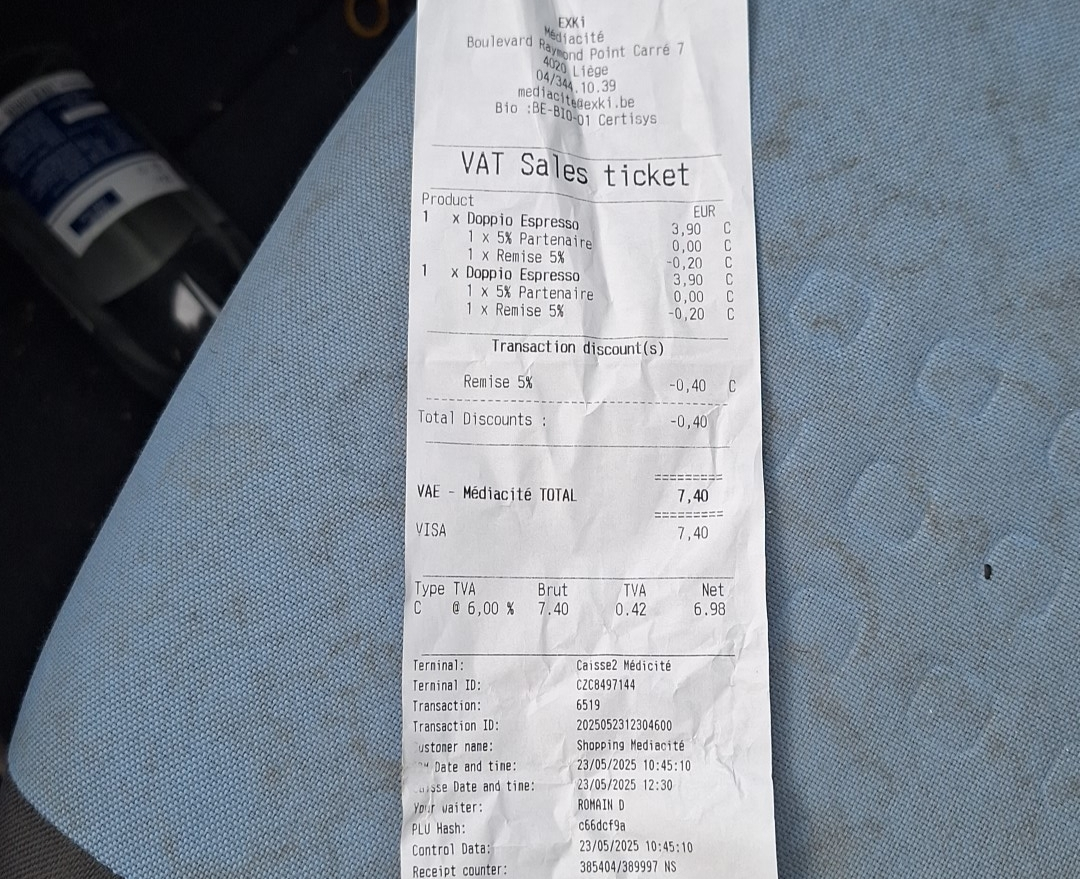 EXKi
Médiacité
Boulevard Raymond Point Carré 7
4020 Liège
04/344.10.39
mediacite@exki.be
Bio :BE-BIO-01 Certisys
VAT Sales ticket
Product EUR
1 x Doppio Espresso 3,90 C
1 x 5% Partenaire 0,00 C
1 x Remise 5% -0,20 C
1 x Doppio Espresso 3,90 C
1 x 5% Partenaire 0,00 C
1 x Remise 5% -0,20 C
Transaction discount(s)
Remise 5% -0,40 C
Total Discounts : -0,40
=========
VAE - Médiacité TOTAL 7,40
=========
VISA 7,40
Type TVA Brut TVA Net
C @ 6,00 % 7.40 0.42 6.98
Terminal: Caisse2 Médicité
Terminal ID: CZC8497144
Transaction: 6519
Transaction ID: 2025052312304600
ustomer name: Shopping Mediacité
Date and time: 23/05/2025 10:45:10
sse Date and time: 23/05/2025 12:30
Your waiter: ROMAIN D
PLU Hash: c66dcf9a
Control Data: 23/05/2025 10:45:10
Receipt counter: 385404/389997 NS